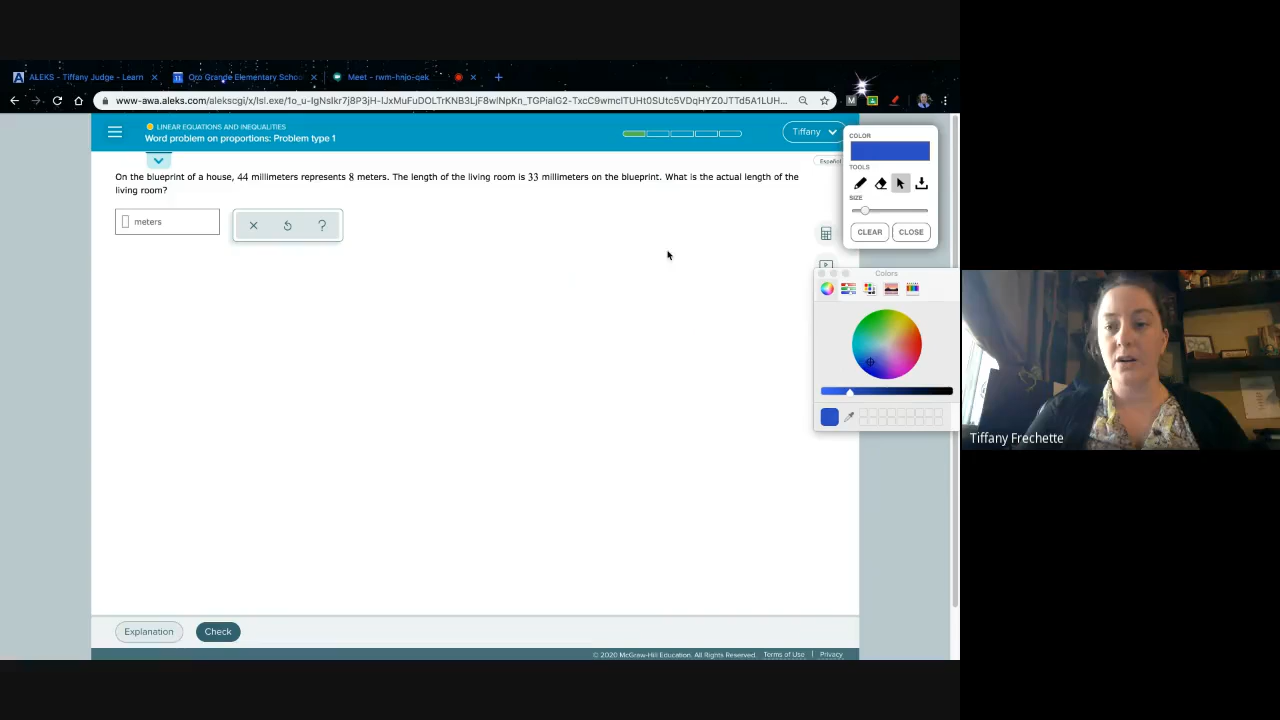 ALEKS - Tiffany Judge - Learn
Oro Grande Elementary Schoo
Meet - rwm-hnjo-qek
LINEAR EQUATIONS AND INEQUALITIES
Word problem on proportions: Problem type 1
Tiffany
Español
On the blueprint of a house, 44 millimeters represents 8 meters. The length of the living room is 33 millimeters on the blueprint. What is the actual length of the
living room?
meters
?
COLOR
TOOLS
SIZE
CLEAR
CLOSE
Colors
Tiffany Frechette
Explanation
Check
© 2020 McGraw-Hill Education. All Rights Reserved. Terms of Use | Privacy